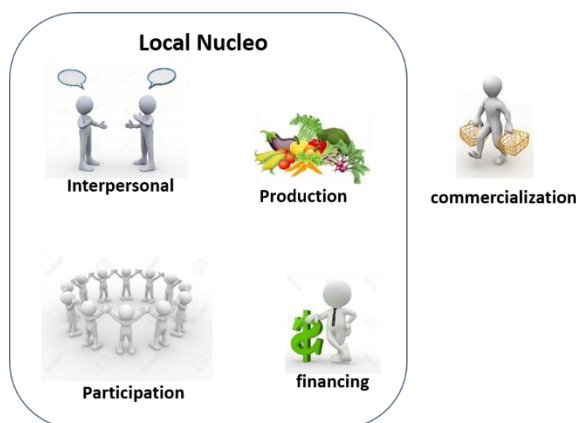 Local Nucleo
Interpersonal
Production
commercialization
Participation
financing